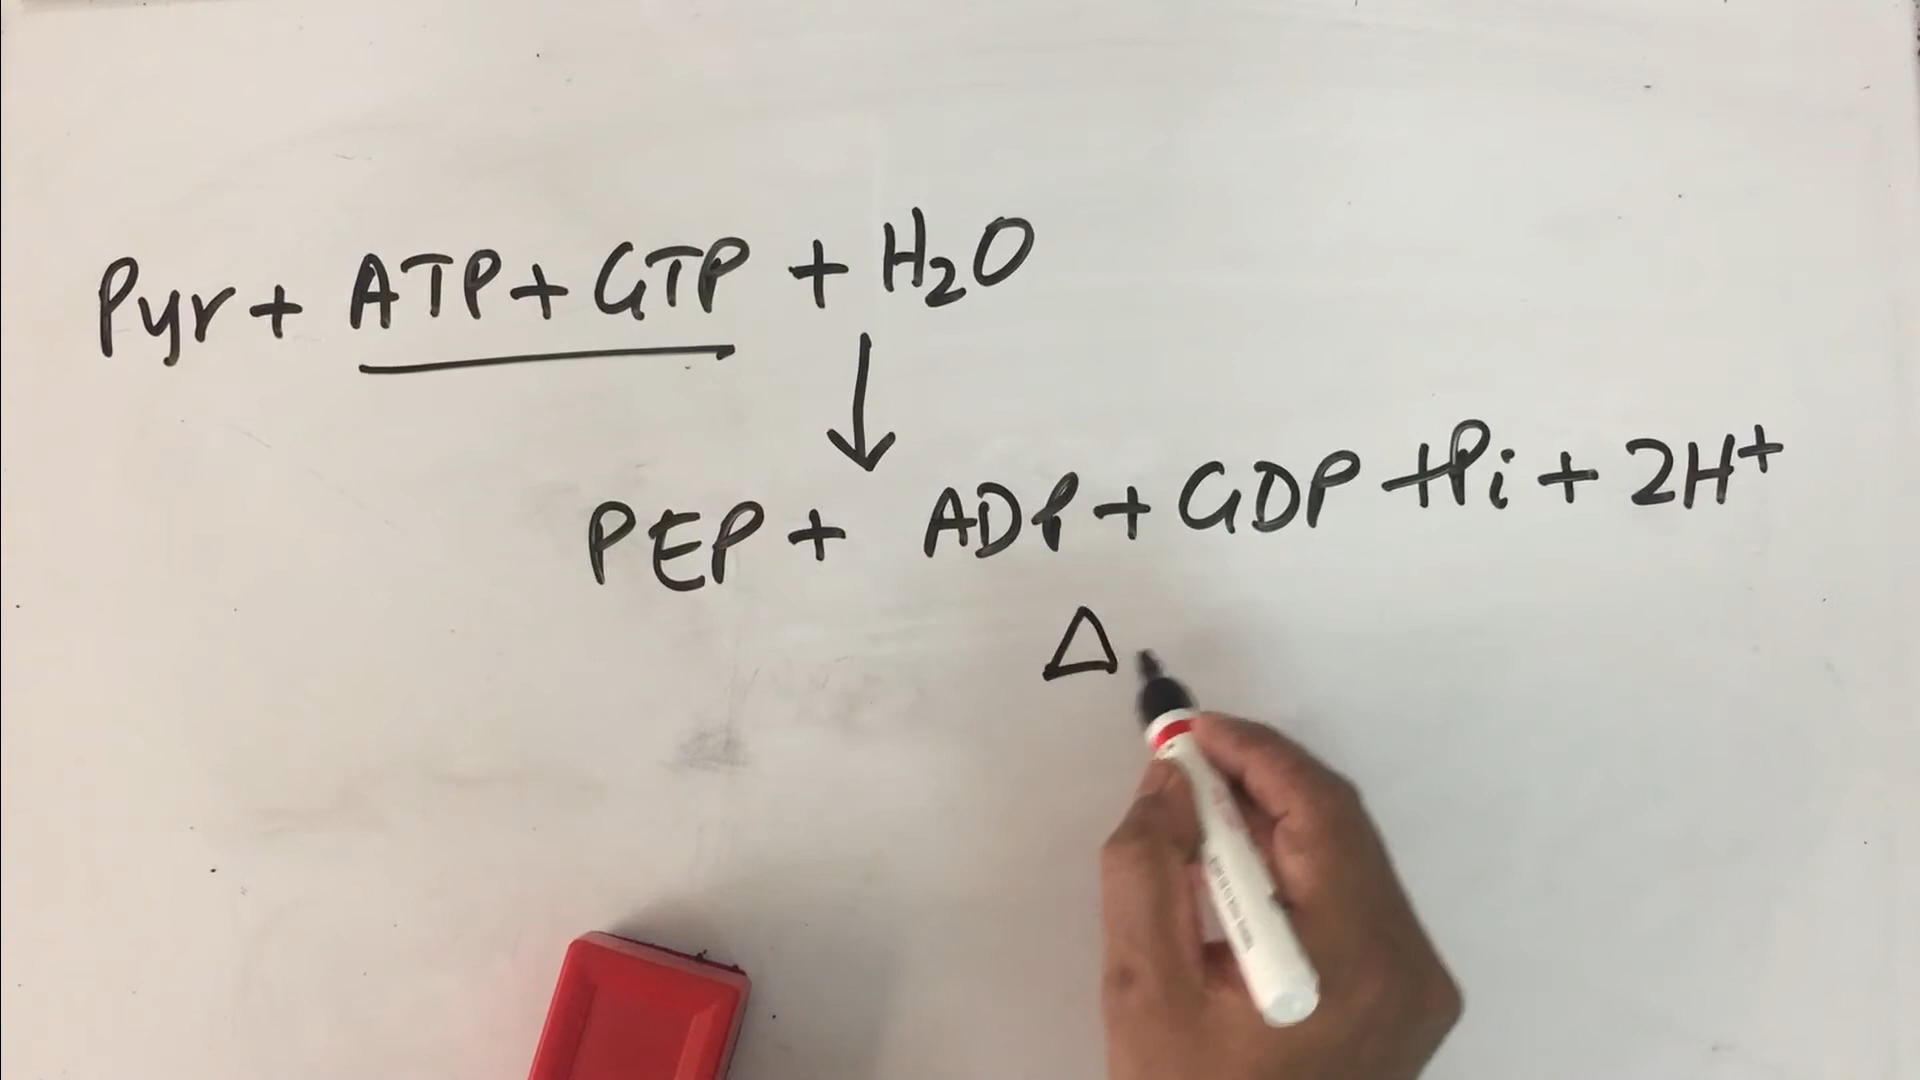 Pyr + ATP + GTP + H₂O
↓
PEP + ADP + GDP + Pi + 2H⁺
Δ